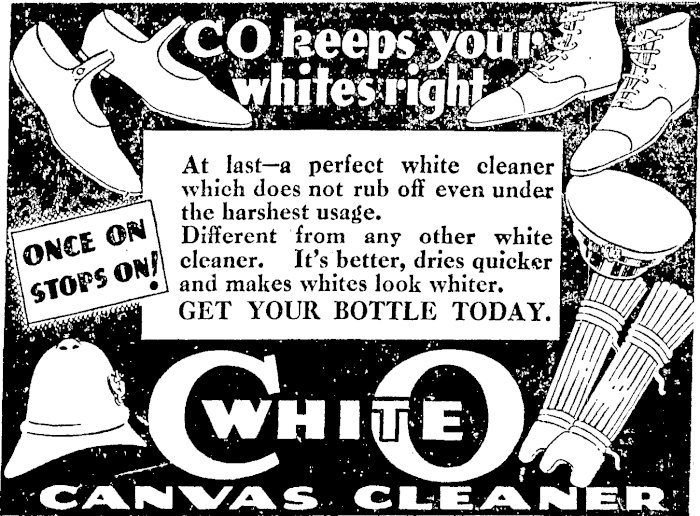 CO keeps your
whites right
At last—a perfect white cleaner
which does not rub off even under
the harshest usage.
Different from any other white
cleaner. It's better, dries quicker
and makes whites look whiter.
GET YOUR BOTTLE TODAY.
ONCE ON
STOPS ON!
CO
WHITE
CANVAS CLEANER